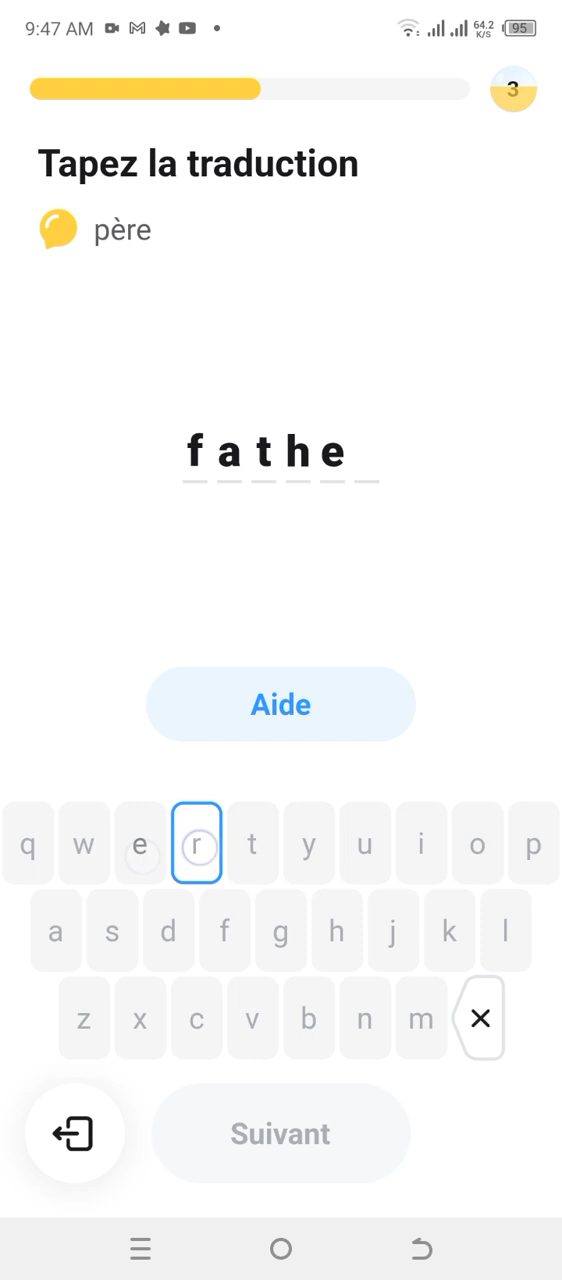 9:47 AM
64.2
K/S
95
3
Tapez la traduction
père
f a t h e
Aide
q w e r t y u i o p
a s d f g h j k l
z x c v b n m
Suivant